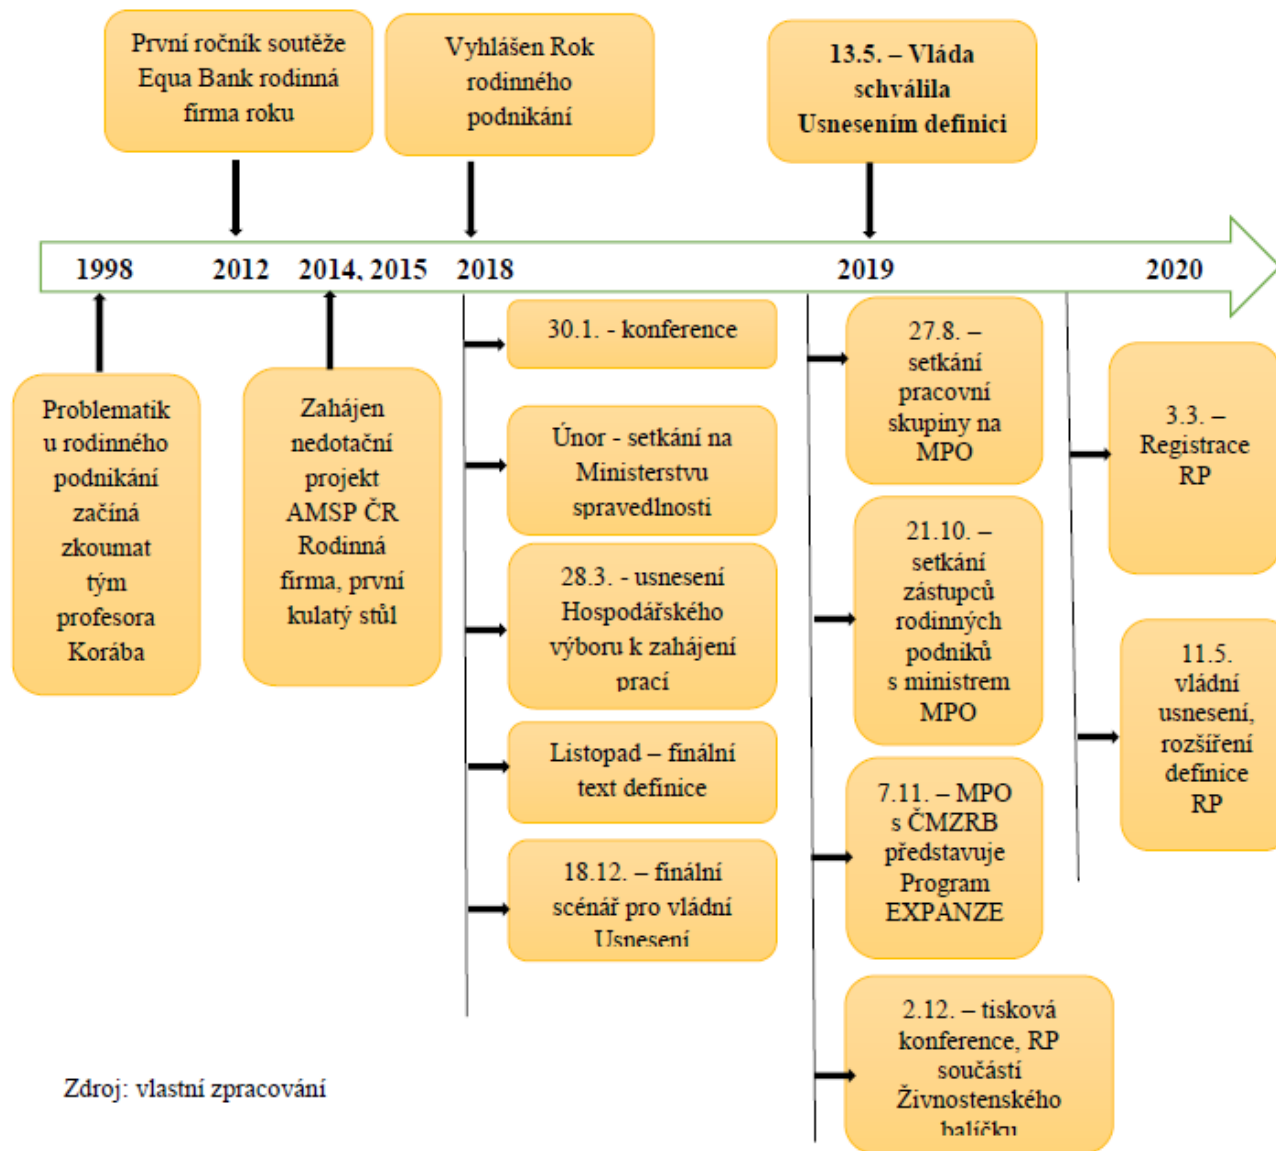 První ročník soutěže
Equa Bank rodinná
firma roku
Vyhlášen Rok
rodinného
podnikání
13.5. – Vláda
schválila
Usnesením definici
1998
2012
2014, 2015
2018
2019
2020
Problematik
u rodinného
podnikání
začíná
zkoumat
tým
profesora
Korába
Zahájen
nedotační
projekt
AMSP ČR
Rodinná
firma, první
kulatý stůl
30.1. - konference
Únor - setkání na
Ministerstvu
spravedlnosti
28.3. - usnesení
Hospodářského
výboru k zahájení
prací
Listopad – finální
text definice
18.12. – finální
scénář pro vládní
Usnesení
27.8. –
setkání
pracovní
skupiny na
MPO
21.10. –
setkání
zástupců
rodinných
podniků
s ministrem
MPO
7.11. – MPO
s ČMZRB
představuje
Program
EXPANZE
2.12. – tisková
konference, RP
součástí
Živnostenského
balíčku
3.3. –
Registrace
RP
11.5.
vládní
usnesení,
rozšíření
definice
RP
Zdroj: vlastní zpracování